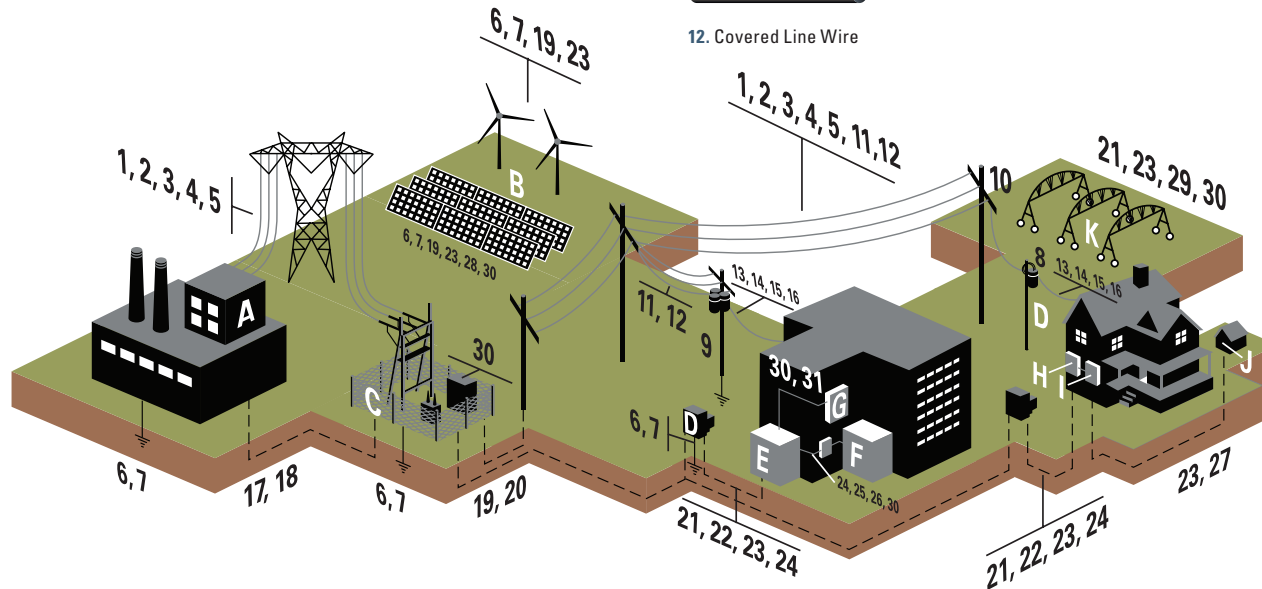 12. Covered Line Wire
6, 7, 19, 23
1, 2, 3, 4, 5, 11, 12
21, 23, 29, 30
1, 2, 3, 4, 5
B
10
K
6, 7, 19, 23, 28, 30
8
13, 14, 15, 16
13, 14, 15, 16
11, 12
D
A
9
30
30, 31
H
I
J
C
G
6, 7
D
E
F
24, 25, 26, 30
6, 7
17, 18
6, 7
19, 20
21, 22, 23, 24
23, 27
21, 22, 23, 24